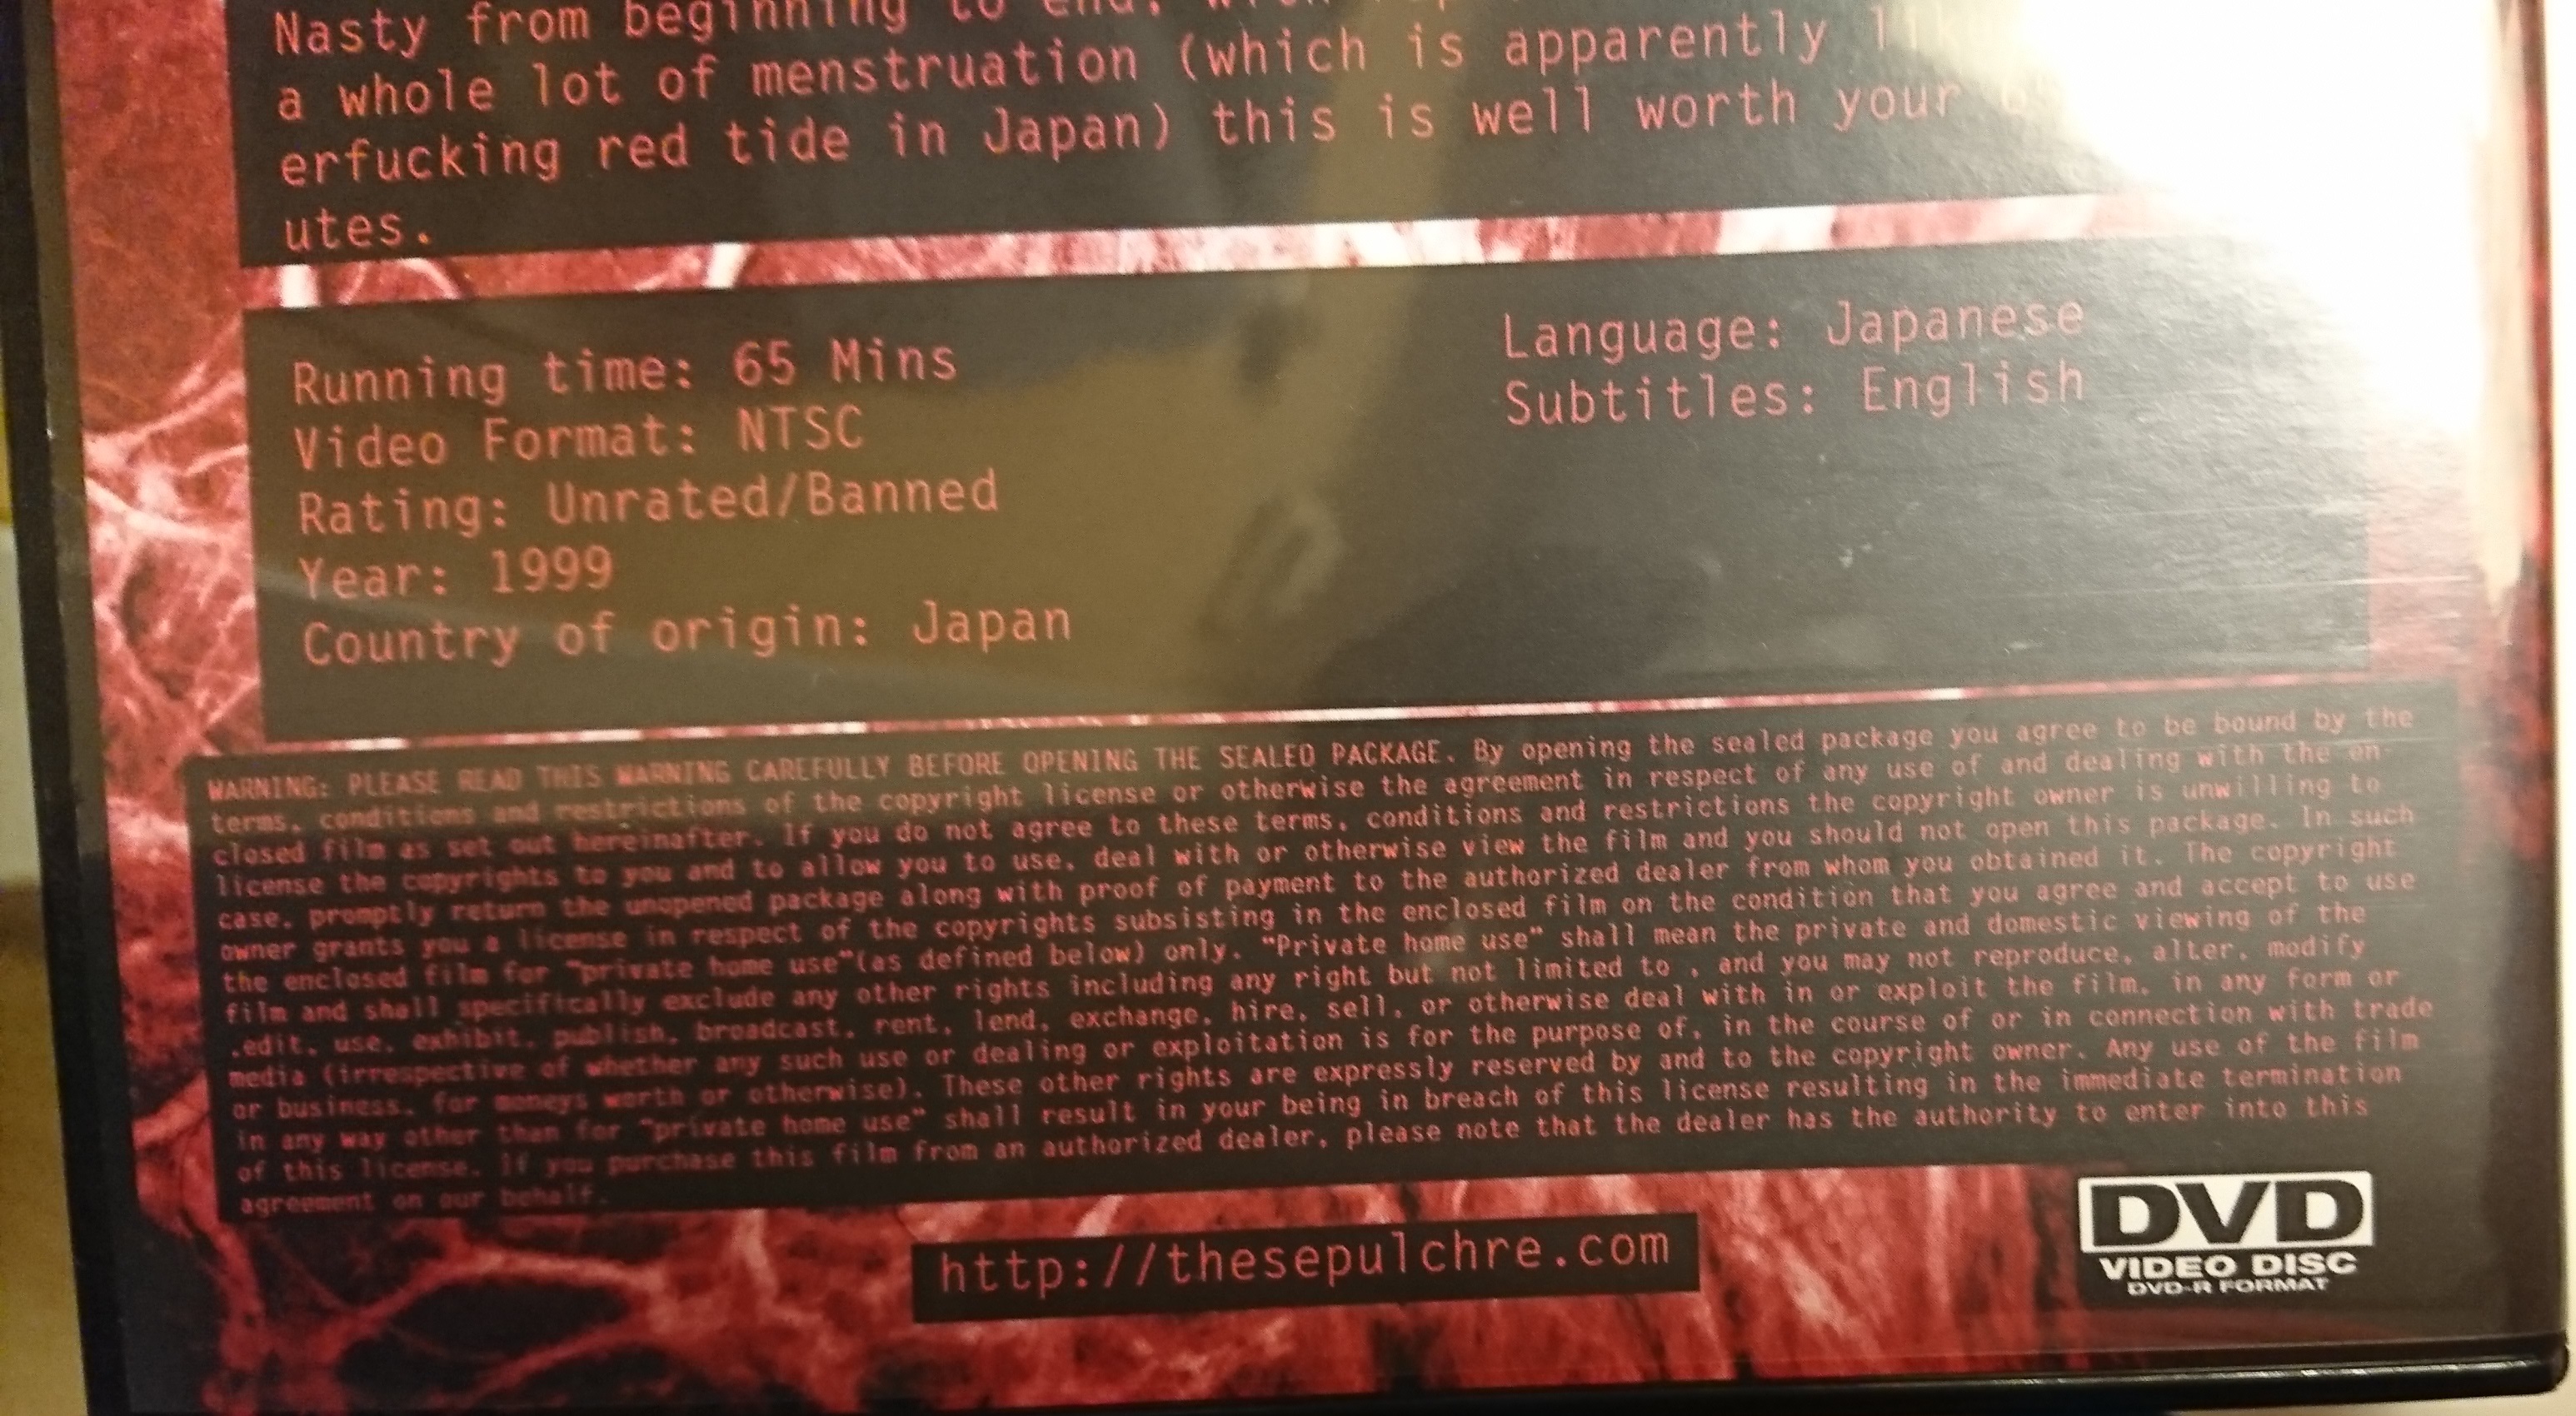 Nasty from beginning to end,
a whole lot of menstruation (which is apparently
erfucking red tide in Japan) this is well worth your
utes.
Running time: 65 Mins
Video Format: NTSC
Rating: Unrated/Banned
Year: 1999
Country of origin: Japan
Language: Japanese
Subtitles: English
WARNING: PLEASE READ THIS WARNING CAREFULLY BEFORE OPENING THE SEALED PACKAGE. By opening the sealed package you agree to be bound by the
terms, conditions and restrictions of the copyright license or otherwise the agreement in respect of any use of and dealing with the en-
closed film as set out hereinafter. If you do not agree to these terms, conditions and restrictions the copyright owner is unwilling to
license the copyrights to you and to allow you to use, deal with or otherwise view the film and you should not open this package. In such
case, promptly return the unopened package along with proof of payment to the authorized dealer from whom you obtained it. The copyright
owner grants you a license in respect of the copyrights subsisting in the enclosed film on the condition that you agree and accept to use
the enclosed film for "private home use"(as defined below) only. "Private home use" shall mean the private and domestic viewing of the
film and shall specifically exclude any other rights including any right but not limited to , and you may not reproduce, alter, modify
,edit, use, exhibit, publish, broadcast, rent, lend, exchange, hire, sell, or otherwise deal with in or exploit the film, in any form or
media (irrespective of whether any such use or dealing or exploitation is for the purpose of, in the course of or in connection with trade
or business, for moneys worth or otherwise). These other rights are expressly reserved by and to the copyright owner. Any use of the film
in any way other than for "private home use" shall result in your being in breach of this license resulting in the immediate termination
of this license. If you purchase this film from an authorized dealer, please note that the dealer has the authority to enter into this
agreement on our behalf.
http://thesepulchre.com
DVD
VIDEO DISC
DVD-R FORMAT